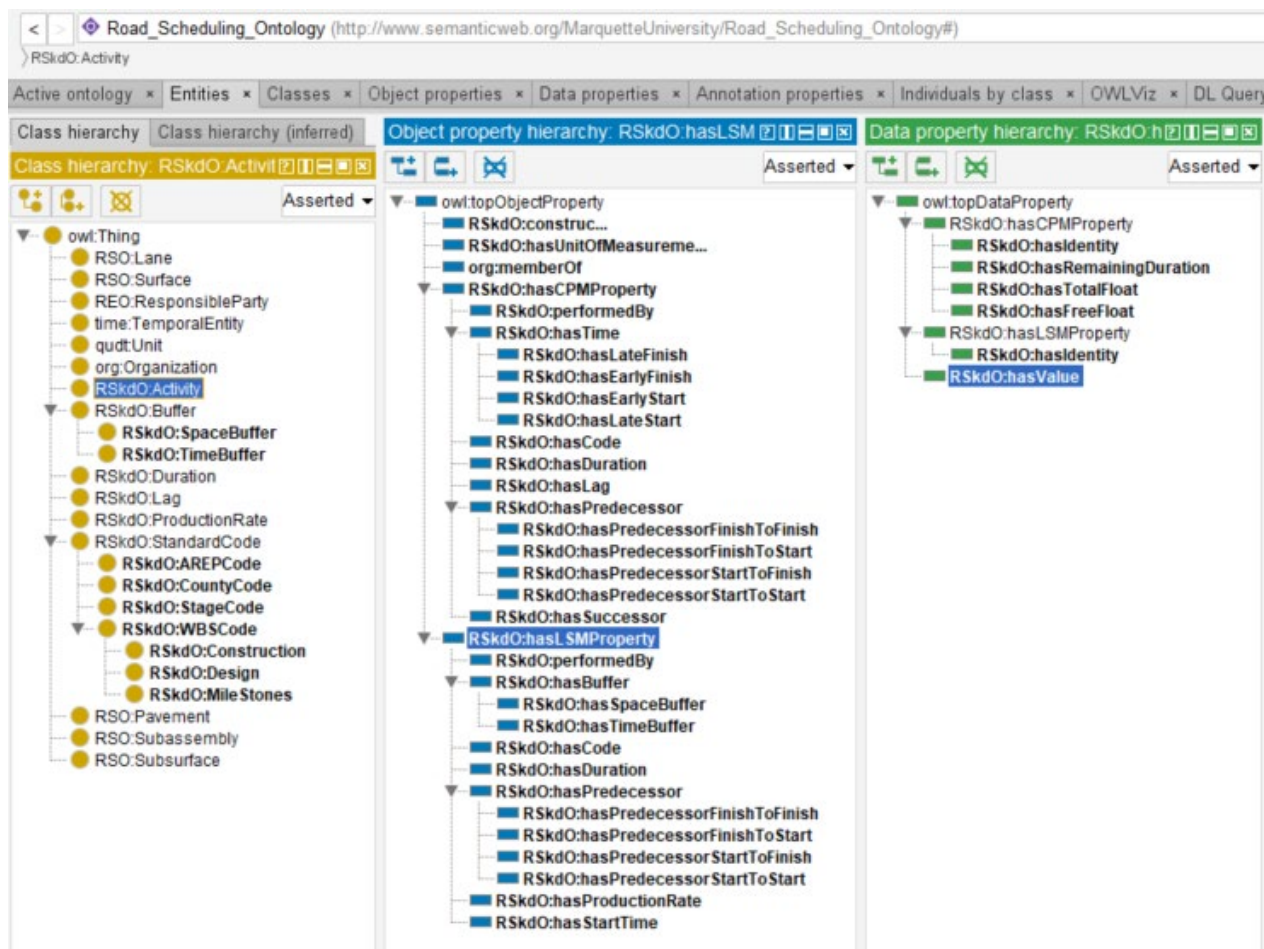 < > Road_Scheduling_Ontology (http://www.semanticweb.org/MarquetteUniversity/Road_Scheduling_Ontology#)
RSkdO:Activity
Active ontology × Entities × Classes × Object properties × Data properties × Annotation properties × Individuals by class × OWLViz × DL Query
Class hierarchy Class hierarchy (inferred)
Class hierarchy: RSkdO:Activit
Asserted
owl:Thing
RSO:Lane
RSO:Surface
REO:ResponsibleParty
time:TemporalEntity
qudt:Unit
org:Organization
RSkdO:Activity
RSkdO:Buffer
RSkdO:SpaceBuffer
RSkdO:TimeBuffer
RSkdO:Duration
RSkdO:Lag
RSkdO:ProductionRate
RSkdO:StandardCode
RSkdO:AREPCode
RSkdO:CountyCode
RSkdO:StageCode
RSkdO:WBSCode
RSkdO:Construction
RSkdO:Design
RSkdO:MileStones
RSO:Pavement
RSO:Subassembly
RSO:Subsurface
Object property hierarchy: RSkdO:hasLSM
Asserted
owl:topObjectProperty
RSkdO:construc...
RSkdO:hasUnitOfMeasureme...
org:memberOf
RSkdO:hasCPMProperty
RSkdO:performedBy
RSkdO:hasTime
RSkdO:hasLateFinish
RSkdO:hasEarlyFinish
RSkdO:hasEarlyStart
RSkdO:hasLateStart
RSkdO:hasCode
RSkdO:hasDuration
RSkdO:hasLag
RSkdO:hasPredecessor
RSkdO:hasPredecessorFinishToFinish
RSkdO:hasPredecessorFinishToStart
RSkdO:hasPredecessorStartToFinish
RSkdO:hasPredecessorStartToStart
RSkdO:hasSuccessor
RSkdO:hasLSMProperty
RSkdO:performedBy
RSkdO:hasBuffer
RSkdO:hasSpaceBuffer
RSkdO:hasTimeBuffer
RSkdO:hasCode
RSkdO:hasDuration
RSkdO:hasPredecessor
RSkdO:hasPredecessorFinishToFinish
RSkdO:hasPredecessorFinishToStart
RSkdO:hasPredecessorStartToFinish
RSkdO:hasPredecessorStartToStart
RSkdO:hasProductionRate
RSkdO:hasStartTime
Data property hierarchy: RSkdO:h
Asserted
owl:topDataProperty
RSkdO:hasCPMProperty
RSkdO:hasIdentity
RSkdO:hasRemainingDuration
RSkdO:hasTotalFloat
RSkdO:hasFreeFloat
RSkdO:hasLSMProperty
RSkdO:hasIdentity
RSkdO:hasValue